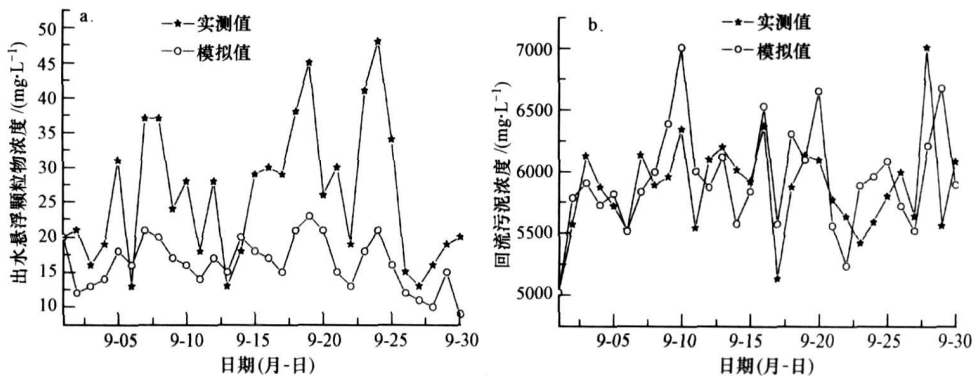 a.
实测值
模拟值
50
45
40
35
30
25
20
15
10
出水悬浮颗粒物浓度/(mg·L⁻¹)
9-05 9-10 9-15 9-20 9-25 9-30
日期(月-日)
b.
实测值
模拟值
7000
6500
6000
5500
5000
回流污泥浓度/(mg·L⁻¹)
9-05 9-10 9-15 9-20 9-25 9-30
日期(月-日)